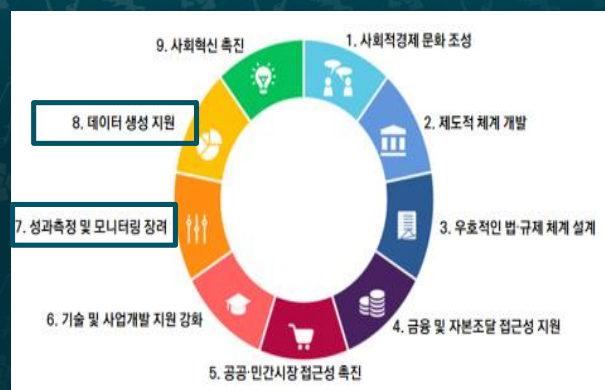 1. 사회적경제 문화 조성
2. 제도적 체계 개발
3. 우호적인 법·규제 체계 설계
4. 금융 및 자본조달 접근성 지원
5. 공공·민간시장 접근성 촉진
6. 기술 및 사업개발 지원 강화
7. 성과측정 및 모니터링 장려
8. 데이터 생성 지원
9. 사회혁신 촉진